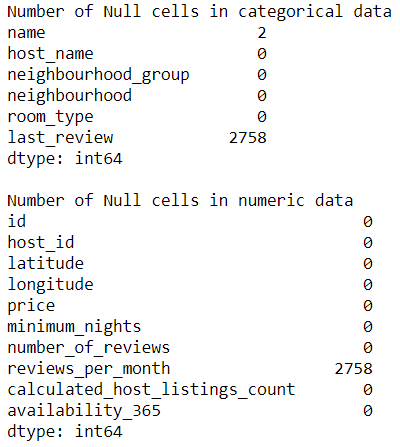 Number of Null cells in categorical data
name 2
host_name 0
neighbourhood_group 0
neighbourhood 0
room_type 0
last_review 2758
dtype: int64

Number of Null cells in numeric data
id 0
host_id 0
latitude 0
longitude 0
price 0
minimum_nights 0
number_of_reviews 0
reviews_per_month 2758
calculated_host_listings_count 0
availability_365 0
dtype: int64